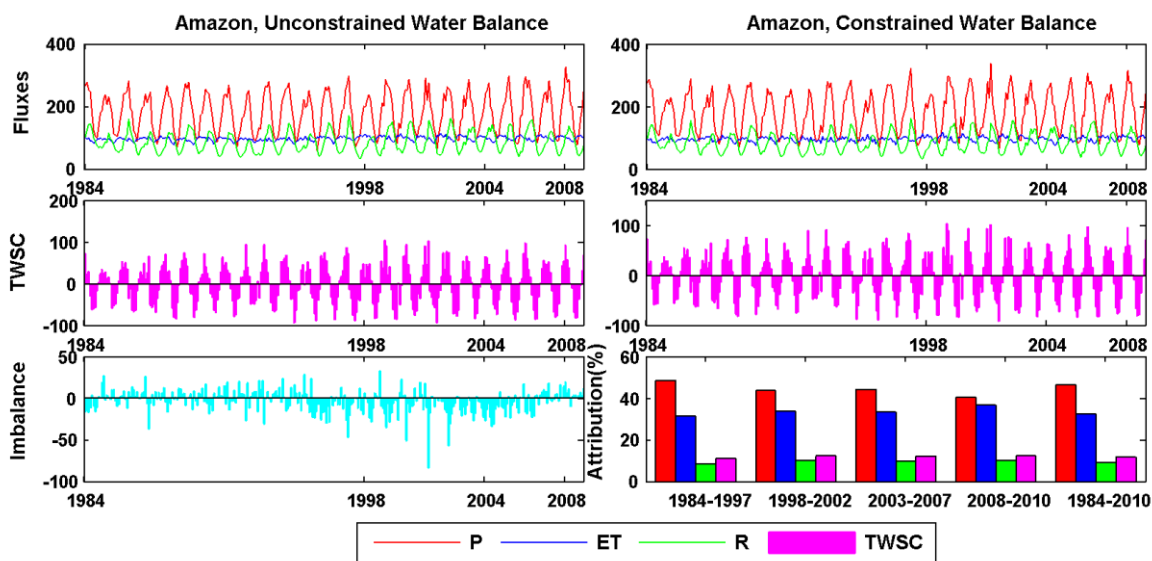 Amazon, Unconstrained Water Balance
Fluxes
400
200
0
1984 1998 2004 2008
TWSC
200
100
0
-100
1984 1998 2004 2008
Imbalance
50
0
-50
-100
1984 1998 2004 2008
Amazon, Constrained Water Balance
400
200
0
1984 1998 2004 2008
100
0
-100
1984 1998 2004 2008
Attribution(%)
60
40
20
0
1984-1997 1998-2002 2003-2007 2008-2010 1984-2010
P ET R TWSC